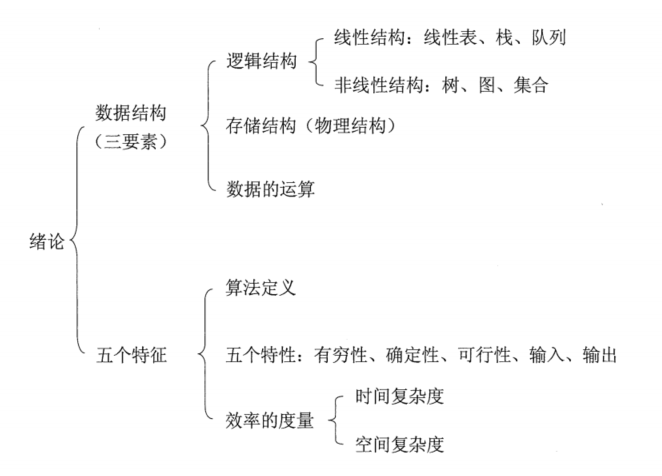 线性结构：线性表、栈、队列
逻辑结构
非线性结构：树、图、集合
数据结构
（三要素）
存储结构（物理结构）
数据的运算
绪论
算法定义
五个特征
五个特性：有穷性、确定性、可行性、输入、输出
时间复杂度
效率的度量
空间复杂度